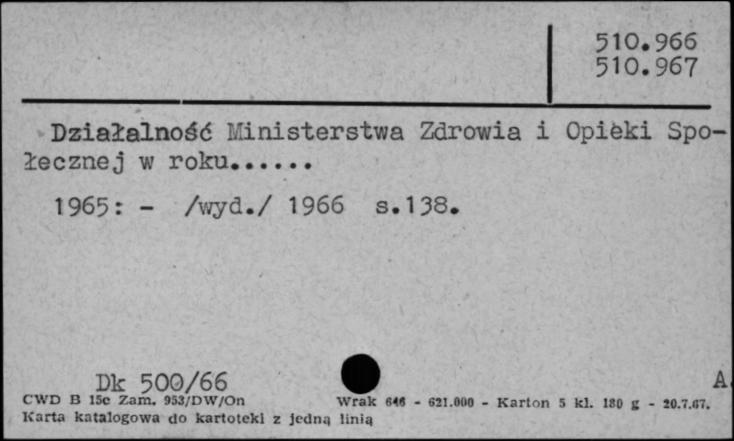 510.966
510.967
Działalność Ministerstwa Zdrowia i Opieki Spo-
łecznej w roku......
1965: - /wyd./ 1966 s.138.
Dk 500/66
A.
CWD B 15c Zam. 953/DW/On Wrak 646 - 621.000 - Karton 5 kl. 180 g - 20.7.67.
Karta katalogowa do kartoteki z jedną linią